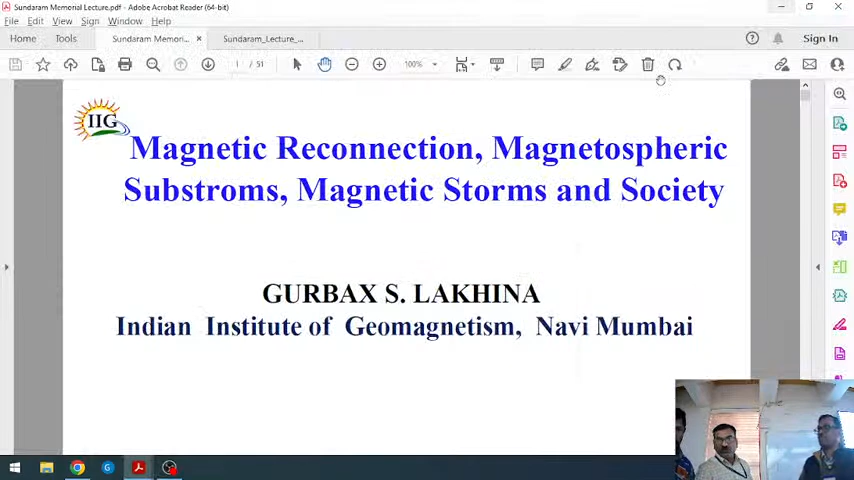 Sundaram Memorial Lecture.pdf - Adobe Acrobat Reader (64-bit)
File Edit View Sign Window Help
Home Tools Sundaram Memori... × Sundaram_Lecture_... Sign In
1 / 51 100%
IIG
Magnetic Reconnection, Magnetospheric
Substroms, Magnetic Storms and Society
GURBAX S. LAKHINA
Indian Institute of Geomagnetism, Navi Mumbai